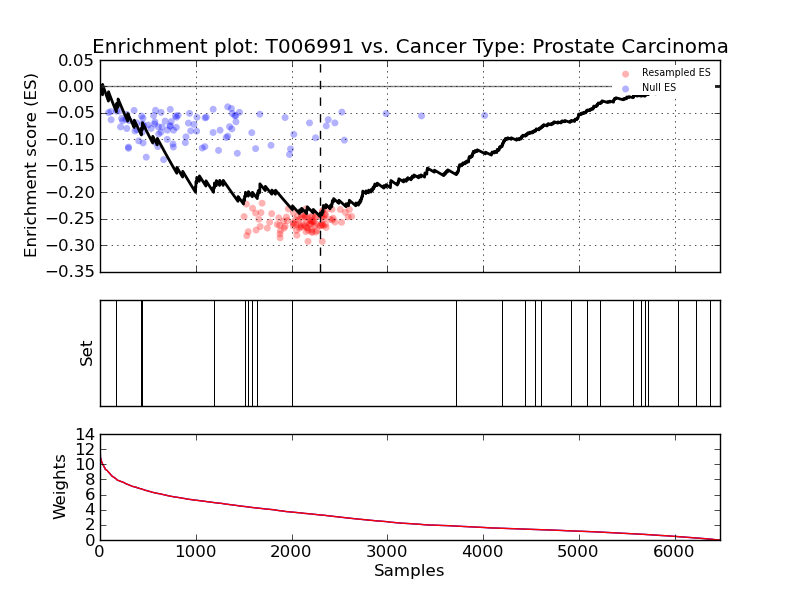 Enrichment plot: T006991 vs. Cancer Type: Prostate Carcinoma
Enrichment score (ES)
0.05
0.00
−0.05
−0.10
−0.15
−0.20
−0.25
−0.30
−0.35
Resampled ES
Null ES
Set
Weights
14
12
10
8
6
4
2
0
0 1000 2000 3000 4000 5000 6000
Samples